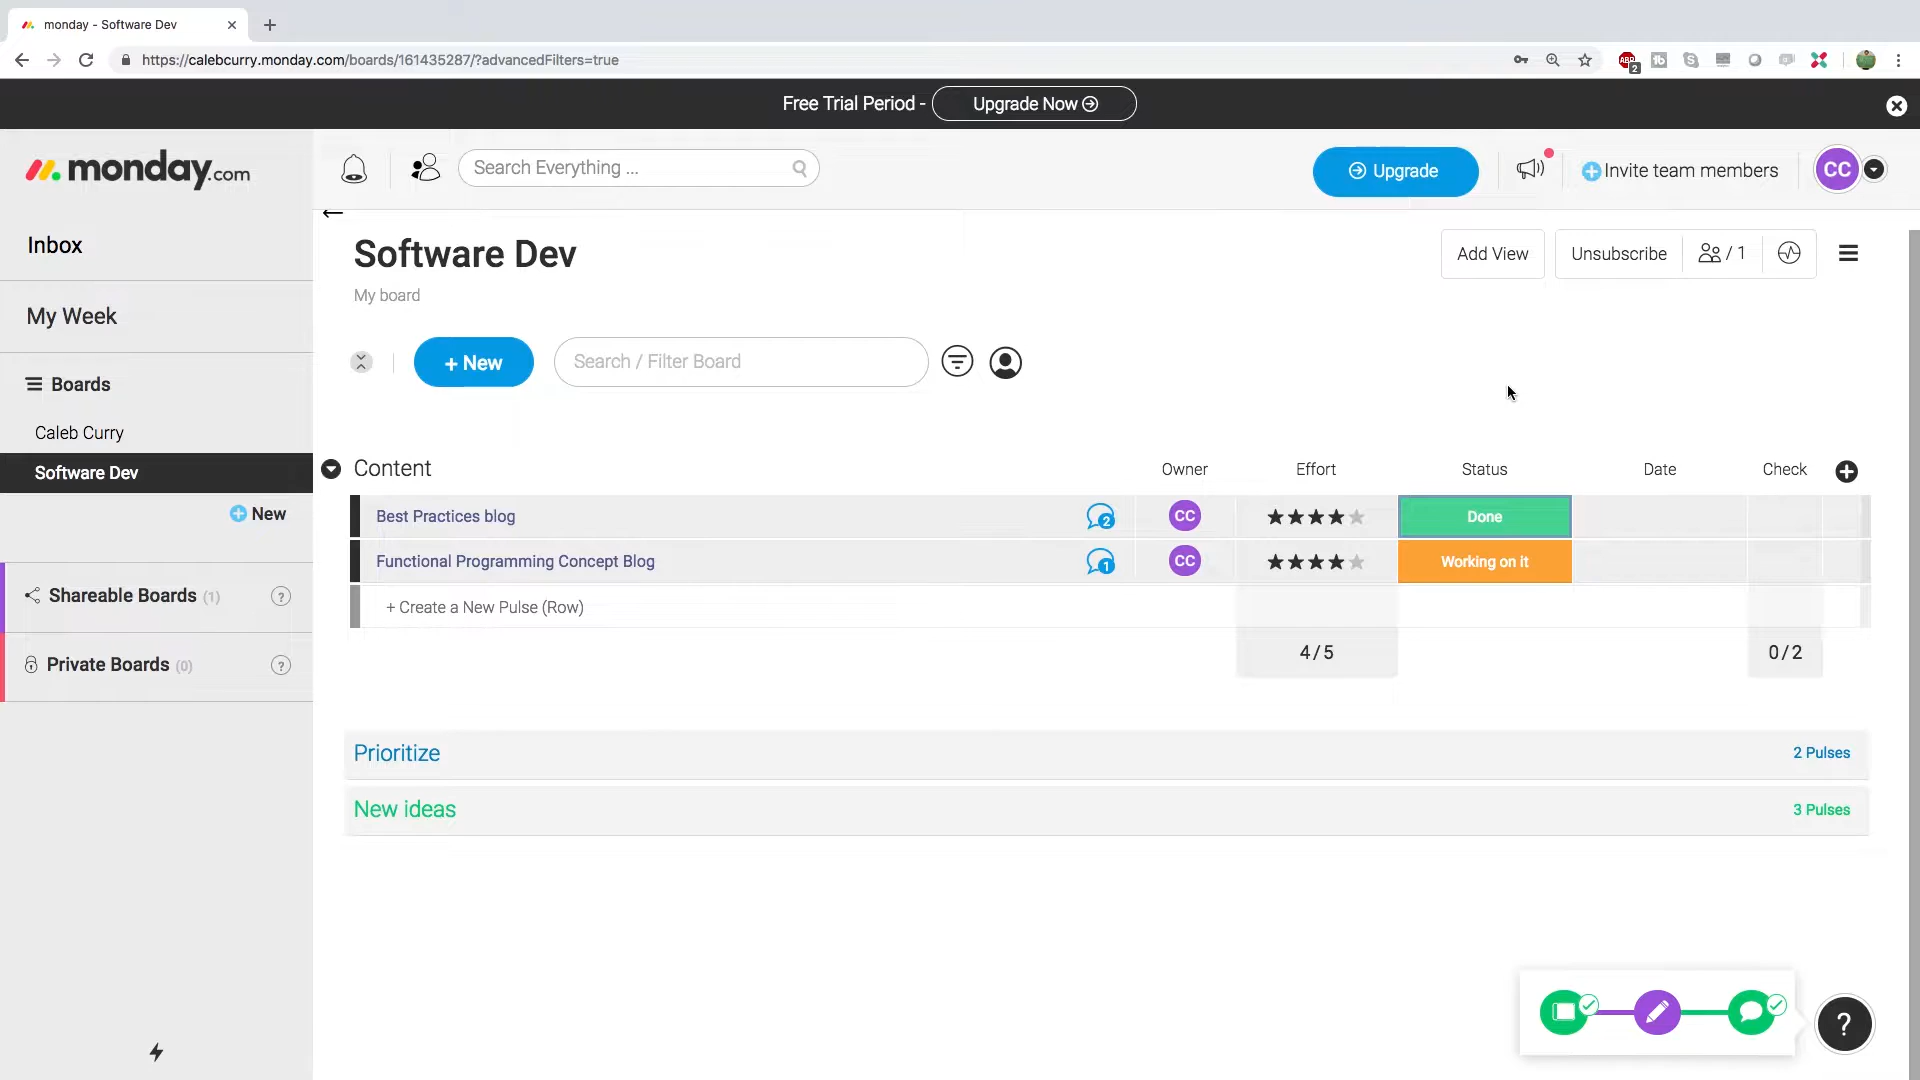 monday - Software Dev
https://calebcurry.monday.com/boards/161435287/?advancedFilters=true
ABP
2
Free Trial Period - Upgrade Now
monday.com
Search Everything ...
Upgrade
Invite team members
CC
Inbox
My Week
Boards
Caleb Curry
Software Dev
+ New
Shareable Boards (1) ?
Private Boards (0) ?
Software Dev
My board
Add View
Unsubscribe
/ 1
+ New
Search / Filter Board
Content Owner Effort Status Date Check
Best Practices blog 2 CC Done
Functional Programming Concept Blog 1 CC Working on it
+ Create a New Pulse (Row)
4 / 5 0 / 2
Prioritize 2 Pulses
New ideas 3 Pulses
?